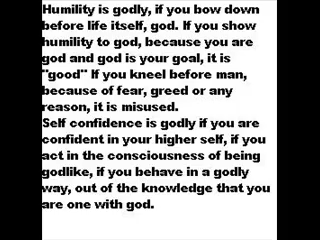 Humility is godly, if you bow down
before life itself, god. If you show
humility to god, because you are
god and god is your goal, it is
"good" If you kneel before man,
because of fear, greed or any
reason, it is misused.
Self confidence is godly if you are
confident in your higher self, if you
act in the consciousness of being
godlike, if you behave in a godly
way, out of the knowledge that you
are one with god.